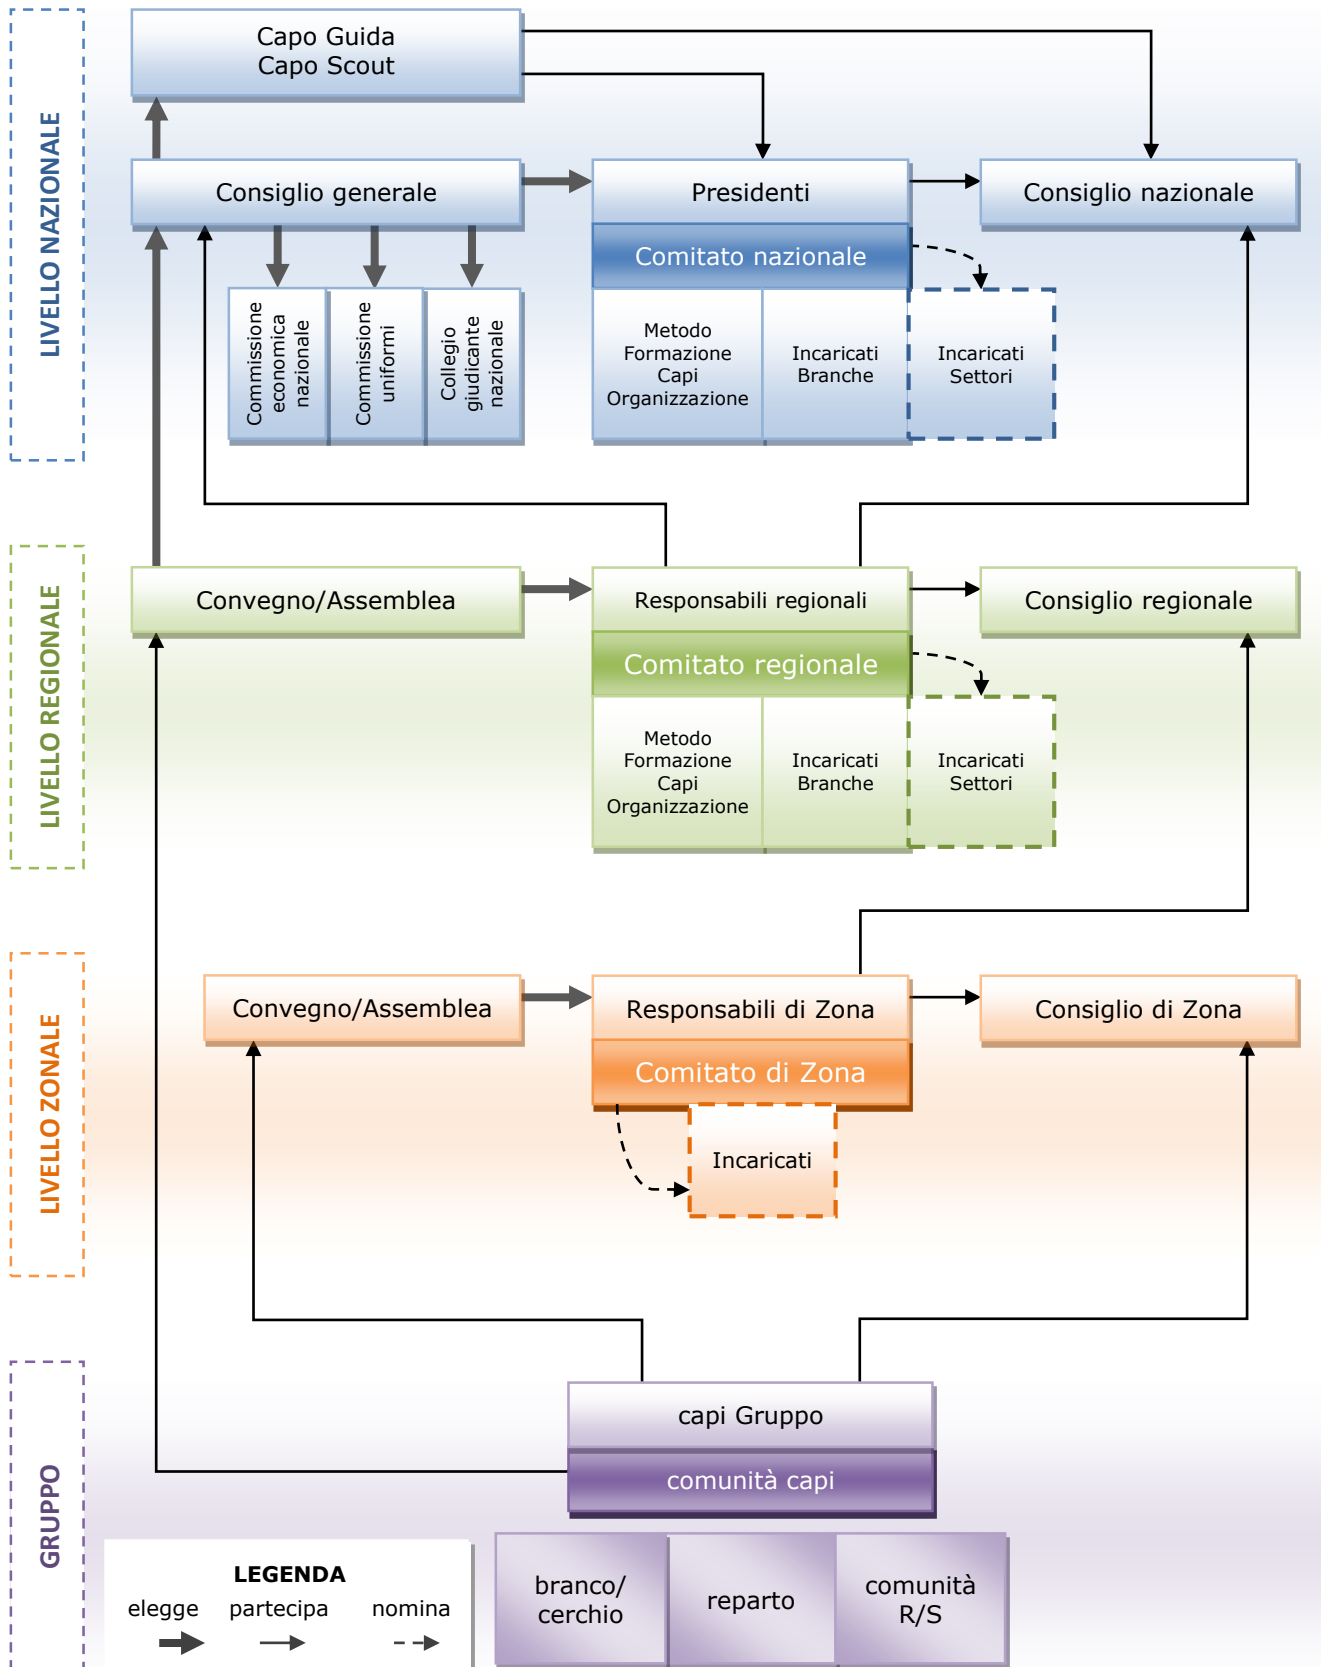 LIVELLO NAZIONALE
Capo Guida
Capo Scout
Consiglio generale
Presidenti
Consiglio nazionale
Comitato nazionale
Commissione
economica
nazionale
Commissione
uniformi
Collegio
giudicante
nazionale
Metodo
Formazione
Capi
Organizzazione
Incaricati
Branche
Incaricati
Settori
LIVELLO REGIONALE
Convegno/Assemblea
Responsabili regionali
Consiglio regionale
Comitato regionale
Metodo
Formazione
Capi
Organizzazione
Incaricati
Branche
Incaricati
Settori
LIVELLO ZONALE
Convegno/Assemblea
Responsabili di Zona
Consiglio di Zona
Comitato di Zona
Incaricati
GRUPPO
capi Gruppo
comunità capi
branco/
cerchio
reparto
comunità
R/S
LEGENDA
elegge partecipa nomina